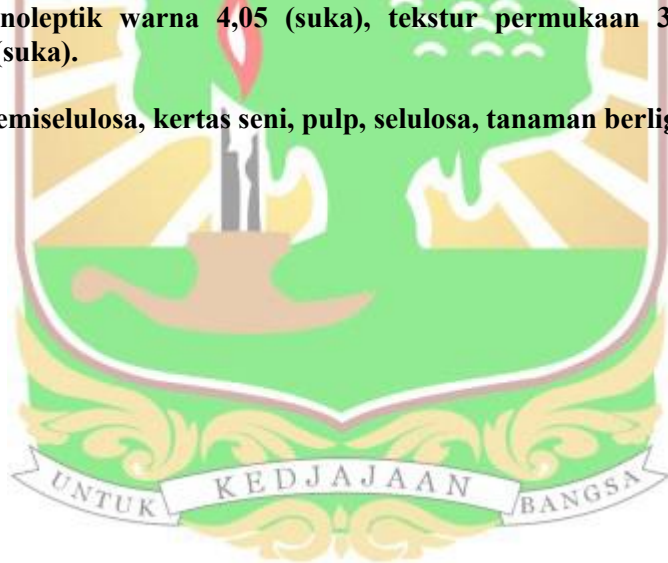 noleptik warna 4,05 (suka), tekstur permukaan 3
(suka).
emiselulosa, kertas seni, pulp, selulosa, tanaman berlig
UNTUK KEDJAJAAN BANGSA